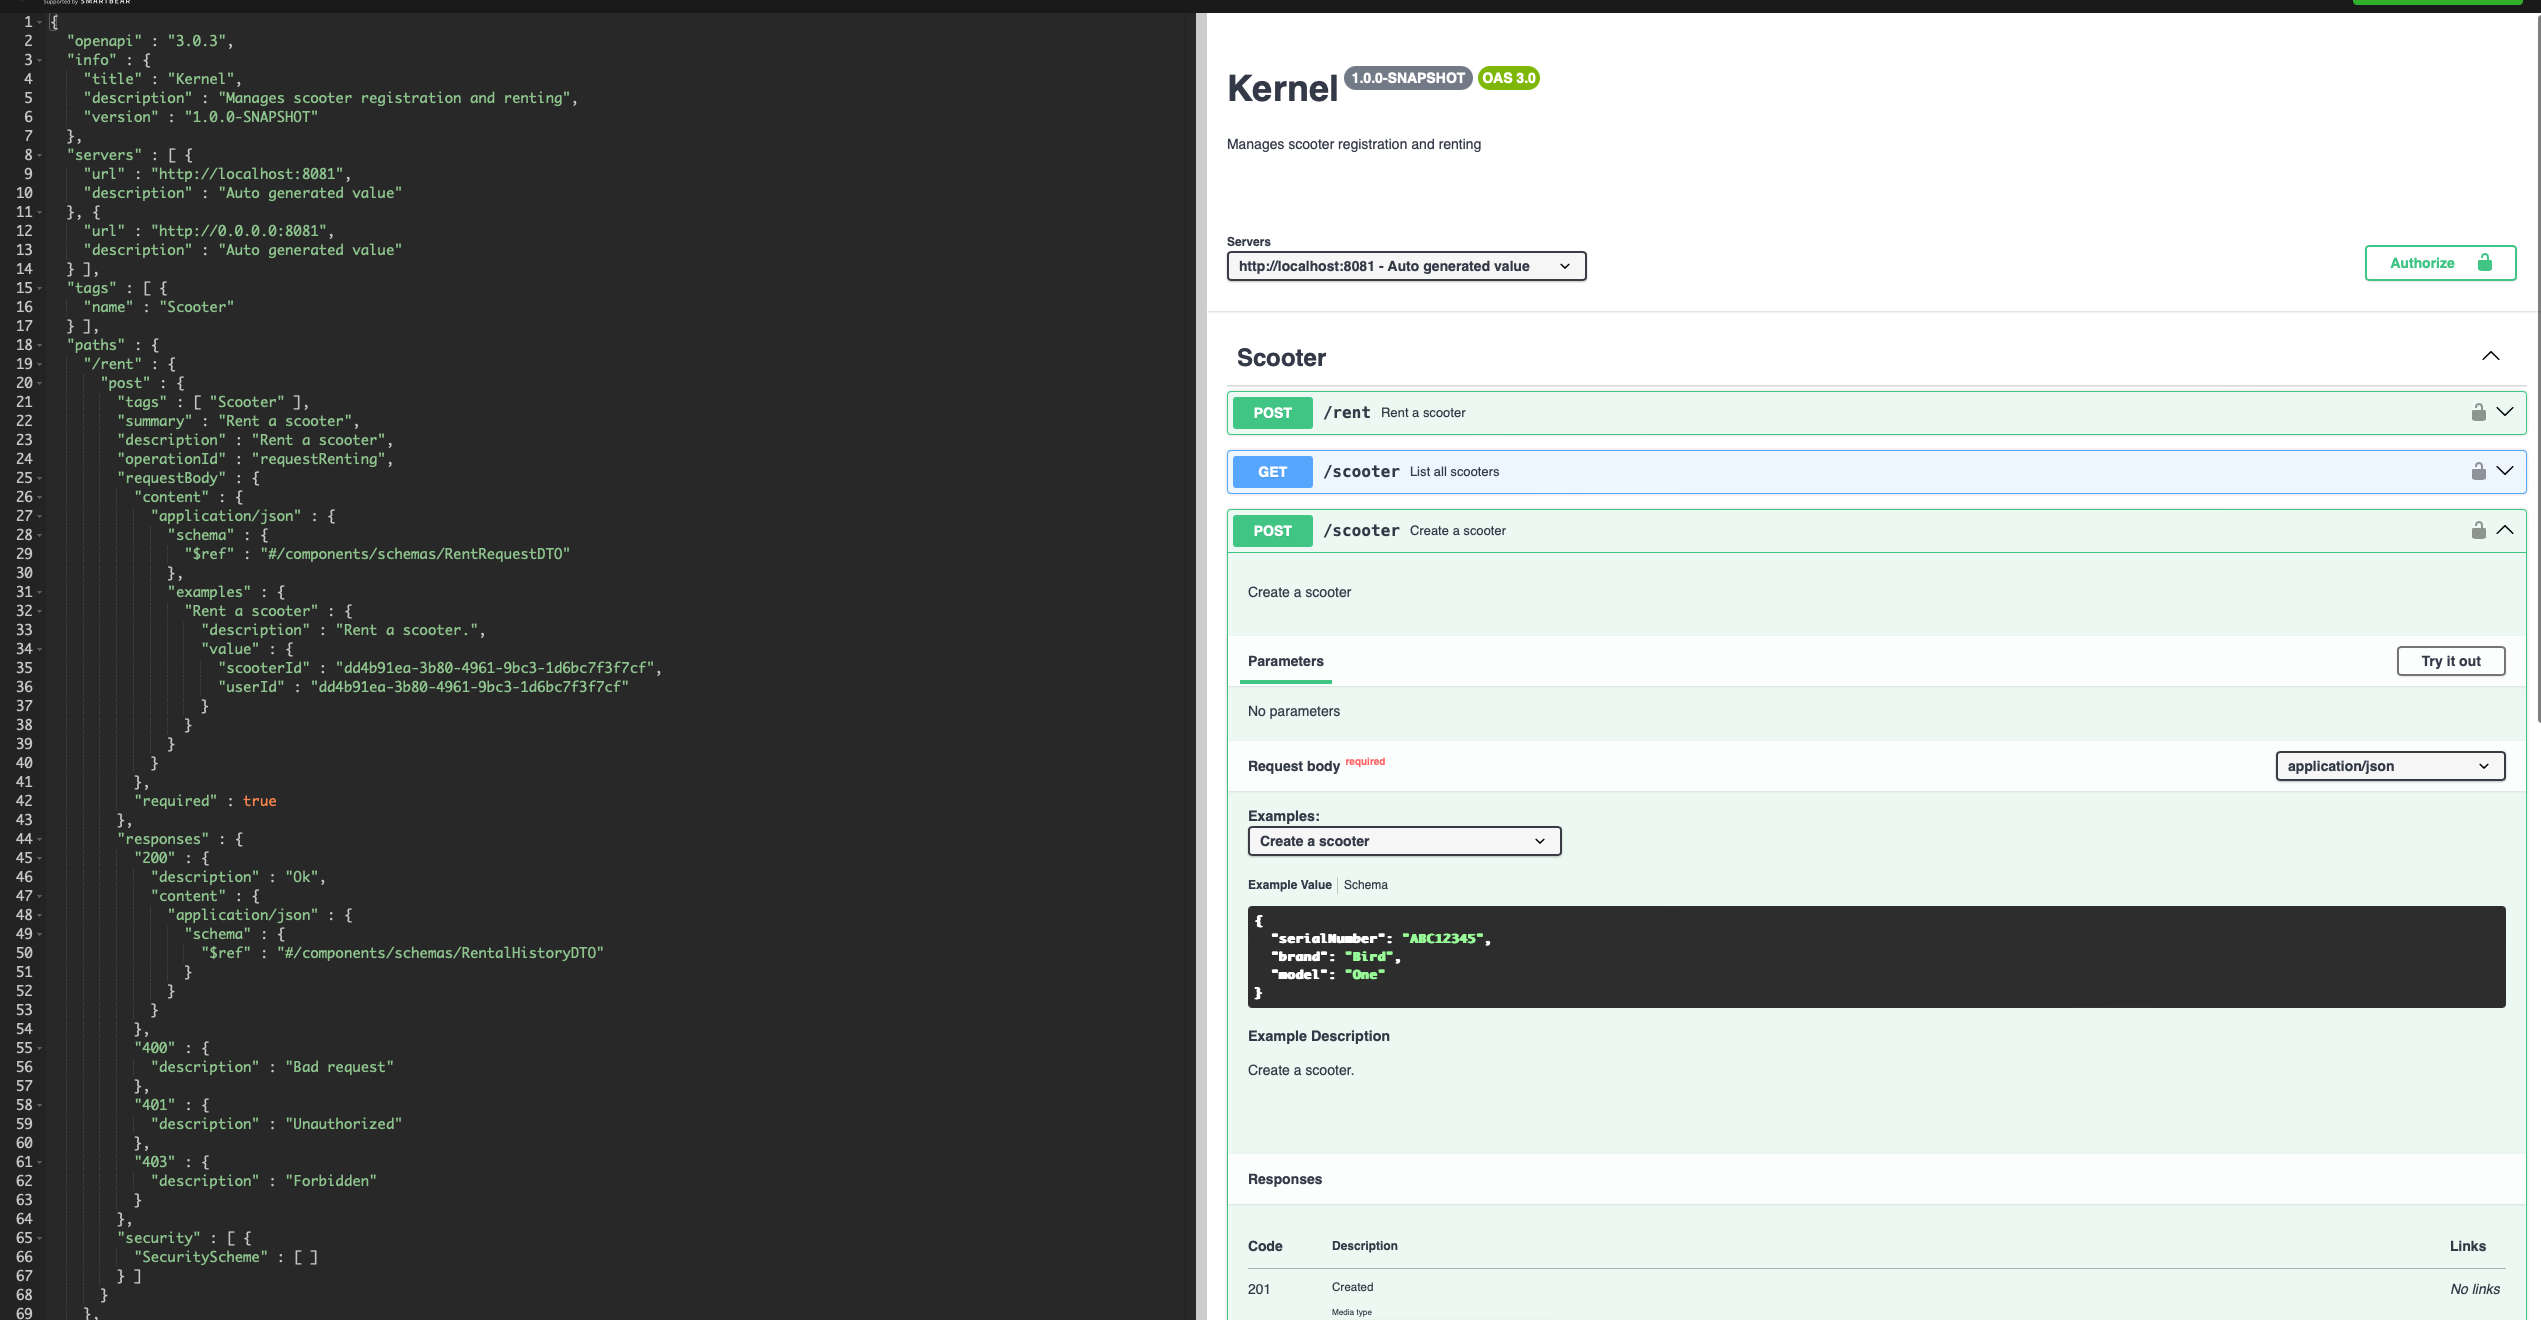 Supported by SMARTBEAR
1 {
2 "openapi" : "3.0.3",
3 "info" : {
4 "title" : "Kernel",
5 "description" : "Manages scooter registration and renting",
6 "version" : "1.0.0-SNAPSHOT"
7 },
8 "servers" : [ {
9 "url" : "http://localhost:8081",
10 "description" : "Auto generated value"
11 }, {
12 "url" : "http://0.0.0.0:8081",
13 "description" : "Auto generated value"
14 } ],
15 "tags" : [ {
16 "name" : "Scooter"
17 } ],
18 "paths" : {
19 "/rent" : {
20 "post" : {
21 "tags" : [ "Scooter" ],
22 "summary" : "Rent a scooter",
23 "description" : "Rent a scooter",
24 "operationId" : "requestRenting",
25 "requestBody" : {
26 "content" : {
27 "application/json" : {
28 "schema" : {
29 "$ref" : "#/components/schemas/RentRequestDTO"
30 },
31 "examples" : {
32 "Rent a scooter" : {
33 "description" : "Rent a scooter.",
34 "value" : {
35 "scooterId" : "dd4b91ea-3b80-4961-9bc3-1d6bc7f3f7cf",
36 "userId" : "dd4b91ea-3b80-4961-9bc3-1d6bc7f3f7cf"
37 }
38 }
39 }
40 }
41 },
42 "required" : true
43 },
44 "responses" : {
45 "200" : {
46 "description" : "Ok",
47 "content" : {
48 "application/json" : {
49 "schema" : {
50 "$ref" : "#/components/schemas/RentalHistoryDTO"
51 }
52 }
53 }
54 },
55 "400" : {
56 "description" : "Bad request"
57 },
58 "401" : {
59 "description" : "Unauthorized"
60 },
61 "403" : {
62 "description" : "Forbidden"
63 }
64 },
65 "security" : [ {
66 "SecurityScheme" : [ ]
67 } ]
68 }
69 },
Kernel 1.0.0-SNAPSHOT OAS 3.0
Manages scooter registration and renting
Servers
http://localhost:8081 - Auto generated value
Authorize
Scooter
POST /rent Rent a scooter
GET /scooter List all scooters
POST /scooter Create a scooter
Create a scooter
Parameters
Try it out
No parameters
Request body required
application/json
Examples:
Create a scooter
Example Value Schema
{
"serialNumber": "ABC12345",
"brand": "Bird",
"model": "One"
}
Example Description
Create a scooter.
Responses
Code Description Links
201 Created No links
Media type